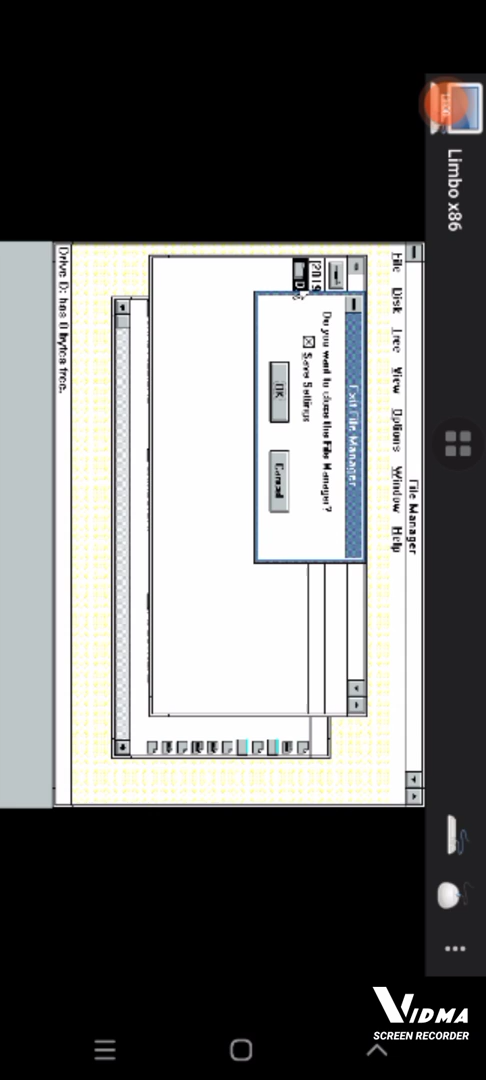 Limbo x86
File Manager
File Disk Tree View Options Window Help
Exit File Manager
Do you want to close the File Manager?
Save Settings
OK Cancel
Drive D: has 0 bytes free.
VIDMA
SCREEN RECORDER